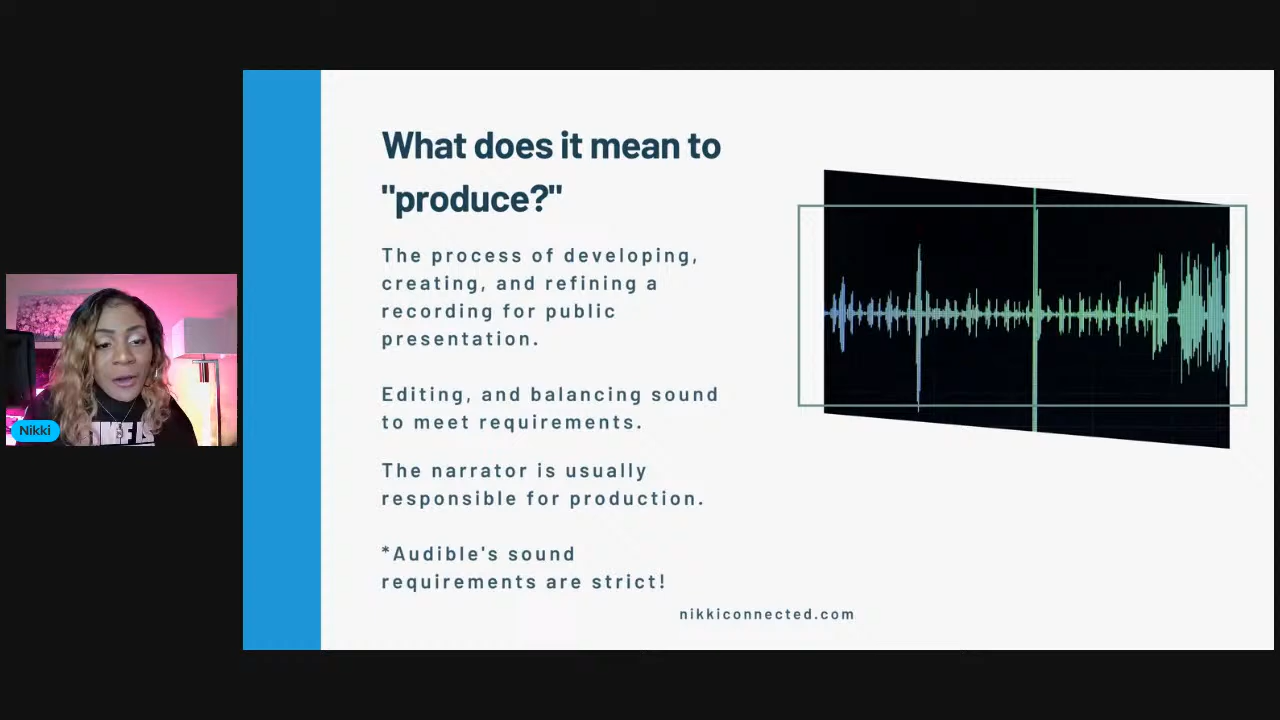 What does it mean to
"produce?"
The process of developing,
creating, and refining a
recording for public
presentation.
Editing, and balancing sound
to meet requirements.
The narrator is usually
responsible for production.
*Audible's sound
requirements are strict!
nikkiconnected.com
Nikki